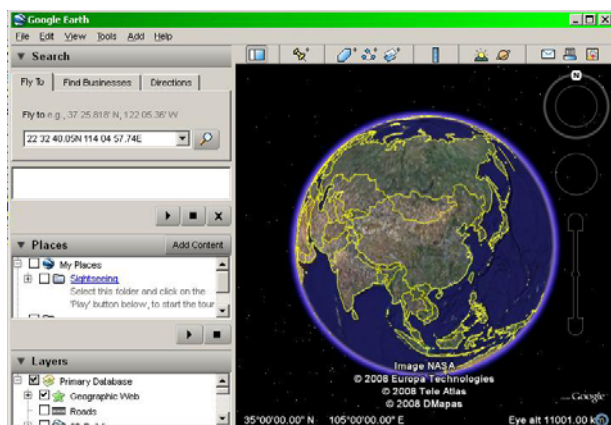 Google Earth
File Edit View Tools Add Help
Search
Fly To Find Businesses Directions
Fly to e.g., 37 25.818' N, 122 05.36' W
22 32 40.05N 114 04 57.74E
Places
Add Content
My Places
Sightseeing
Select this folder and click on the
'Play' button below, to start the tour
Layers
Primary Database
Geographic Web
Roads
N
Image NASA
© 2008 Europa Technologies
© 2008 Tele Atlas
© 2008 DMapas
Google
35°00'00.00" N 105°00'00.00" E Eye alt 11001.00 km